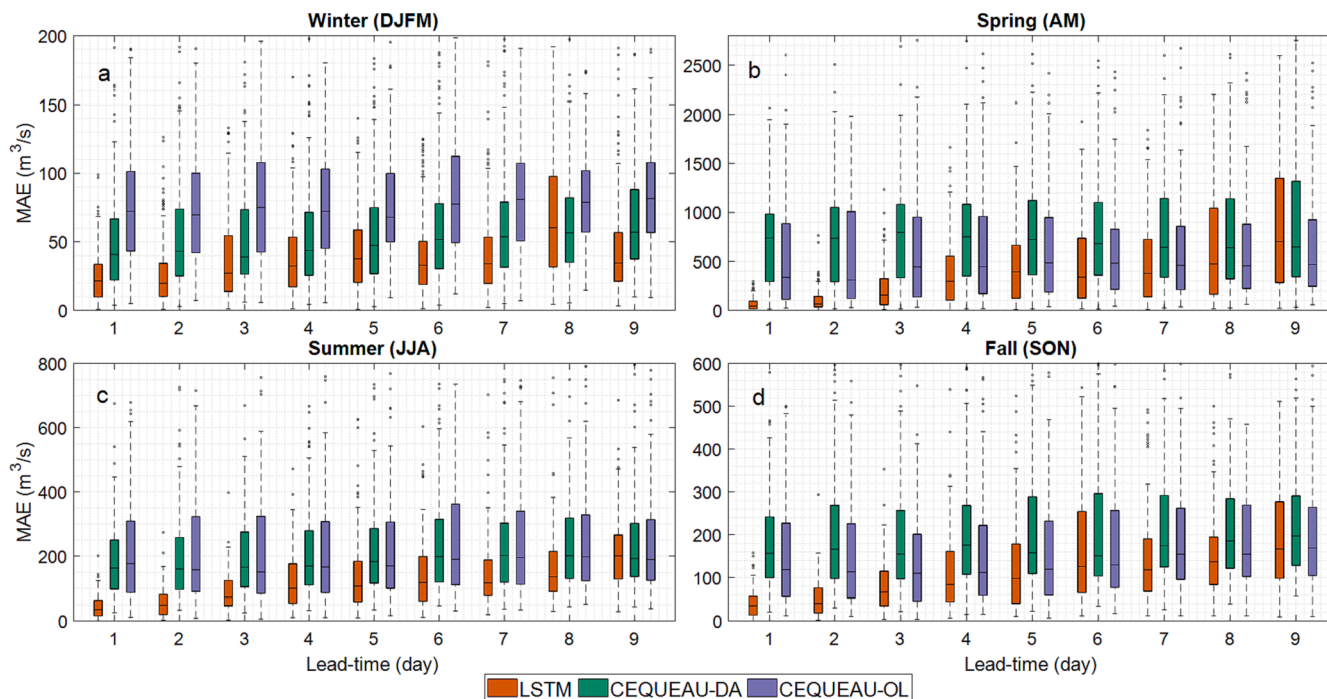 Winter (DJFM)
Spring (AM)
MAE (m³/s)
200
150
100
50
0
a
1 2 3 4 5 6 7 8 9
MAE (m³/s)
2500
2000
1500
1000
500
0
b
1 2 3 4 5 6 7 8 9
Summer (JJA)
Fall (SON)
MAE (m³/s)
800
600
400
200
0
c
1 2 3 4 5 6 7 8 9
Lead-time (day)
600
500
400
300
200
100
0
d
1 2 3 4 5 6 7 8 9
Lead-time (day)
LSTM CEQUEAU-DA CEQUEAU-OL